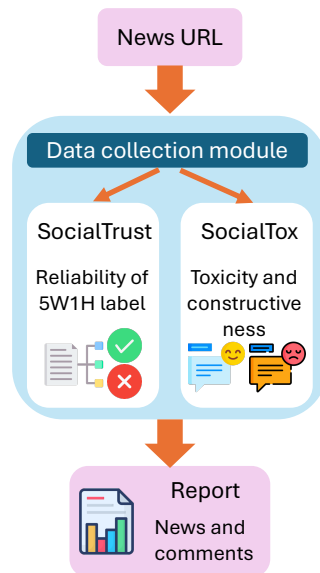 News URL
Data collection module
SocialTrust
Reliability of
5W1H label
SocialTox
Toxicity and
constructive
ness
Report
News and
comments